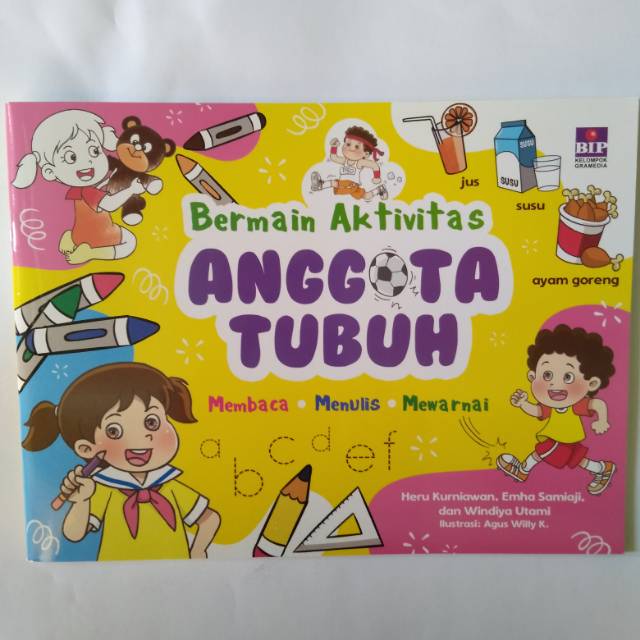 Bermain Aktivitas
ANGGOTA
TUBUH
Membaca • Menulis • Mewarnai
a b c d e f
jus
SUSU
SUSU
susu
ayam goreng
BIP
KELOMPOK
GRAMEDIA
Heru Kurniawan, Emha Samiaji,
dan Windiya Utami
Ilustrasi: Agus Willy K.